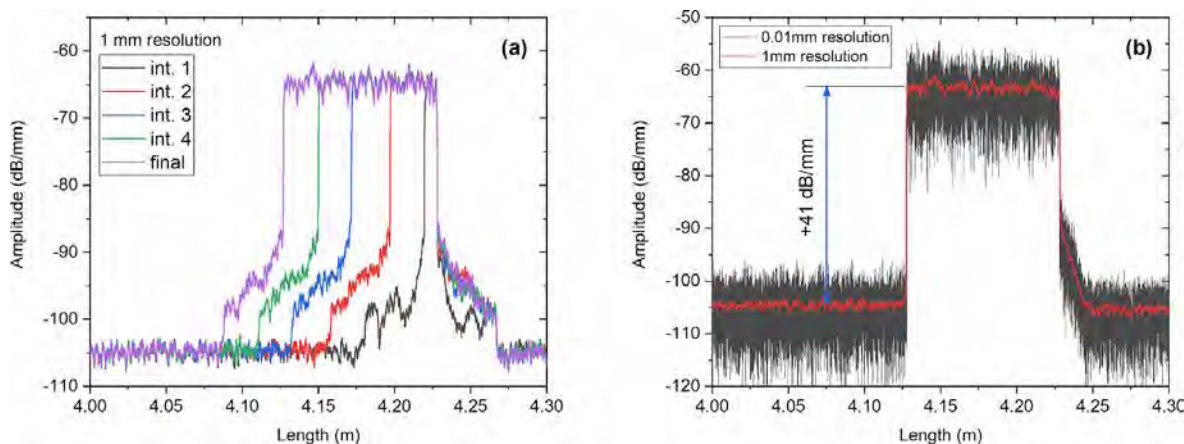 1 mm resolution
int. 1
int. 2
int. 3
int. 4
final
(a)
Amplitude (dB/mm)
-60
-70
-80
-90
-100
-110
4.00 4.05 4.10 4.15 4.20 4.25 4.30
Length (m)
0.01mm resolution
1mm resolution
(b)
+41 dB/mm
Amplitude (dB/mm)
-50
-60
-70
-80
-90
-100
-110
-120
4.00 4.05 4.10 4.15 4.20 4.25 4.30
Length (m)